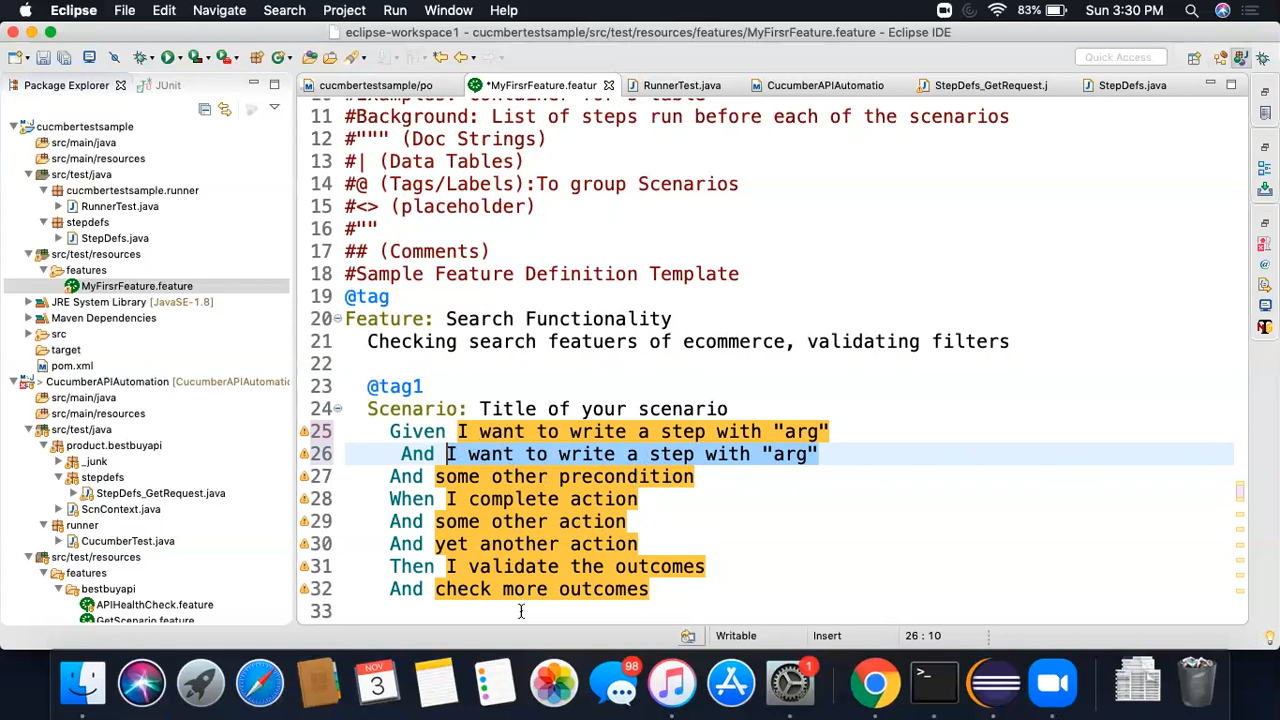 Eclipse File Edit Navigate Search Project Run Window Help 83% Sun 3:30 PM
eclipse-workspace1 - cucmbertestsample/src/test/resources/features/MyFirsrFeature.feature - Eclipse IDE
Quick Access
Package Explorer JUnit
cucmbertestsample/po *MyFirsFeature.featur RunnerTest.java CucumberAPIAutomatio StepDefs_GetRequest.j StepDefs.java
cucmbertestsample
src/main/java
src/main/resources
src/test/java
cucmbertestsample.runner
RunnerTest.java
stepdefs
StepDefs.java
src/test/resources
features
MyFirsrFeature.feature
JRE System Library [JavaSE-1.8]
Maven Dependencies
src
target
pom.xml
> CucumberAPIAutomation [CucumberAPIAutomatic
src/main/java
src/main/resources
src/test/java
product.bestbuyapi
_junk
stepdefs
StepDefs_GetRequest.java
ScnContext.java
runner
CucumberTest.java
src/test/resources
features
bestbuyapi
APIHealthCheck.feature
GetScenario.feature
10 #Examples: Container for s table
11 #Background: List of steps run before each of the scenarios
12 #""" (Doc Strings)
13 #| (Data Tables)
14 #@ (Tags/Labels):To group Scenarios
15 #<> (placeholder)
16 #""
17 ## (Comments)
18 #Sample Feature Definition Template
19 @tag
20 Feature: Search Functionality
21 Checking search featuers of ecommerce, validating filters
22
23 @tag1
24 Scenario: Title of your scenario
25 Given I want to write a step with "arg"
26 And I want to write a step with "arg"
27 And some other precondition
28 When I complete action
29 And some other action
30 And yet another action
31 Then I validate the outcomes
32 And check more outcomes
33
Writable Insert 26 : 10
NOV
3
98
1